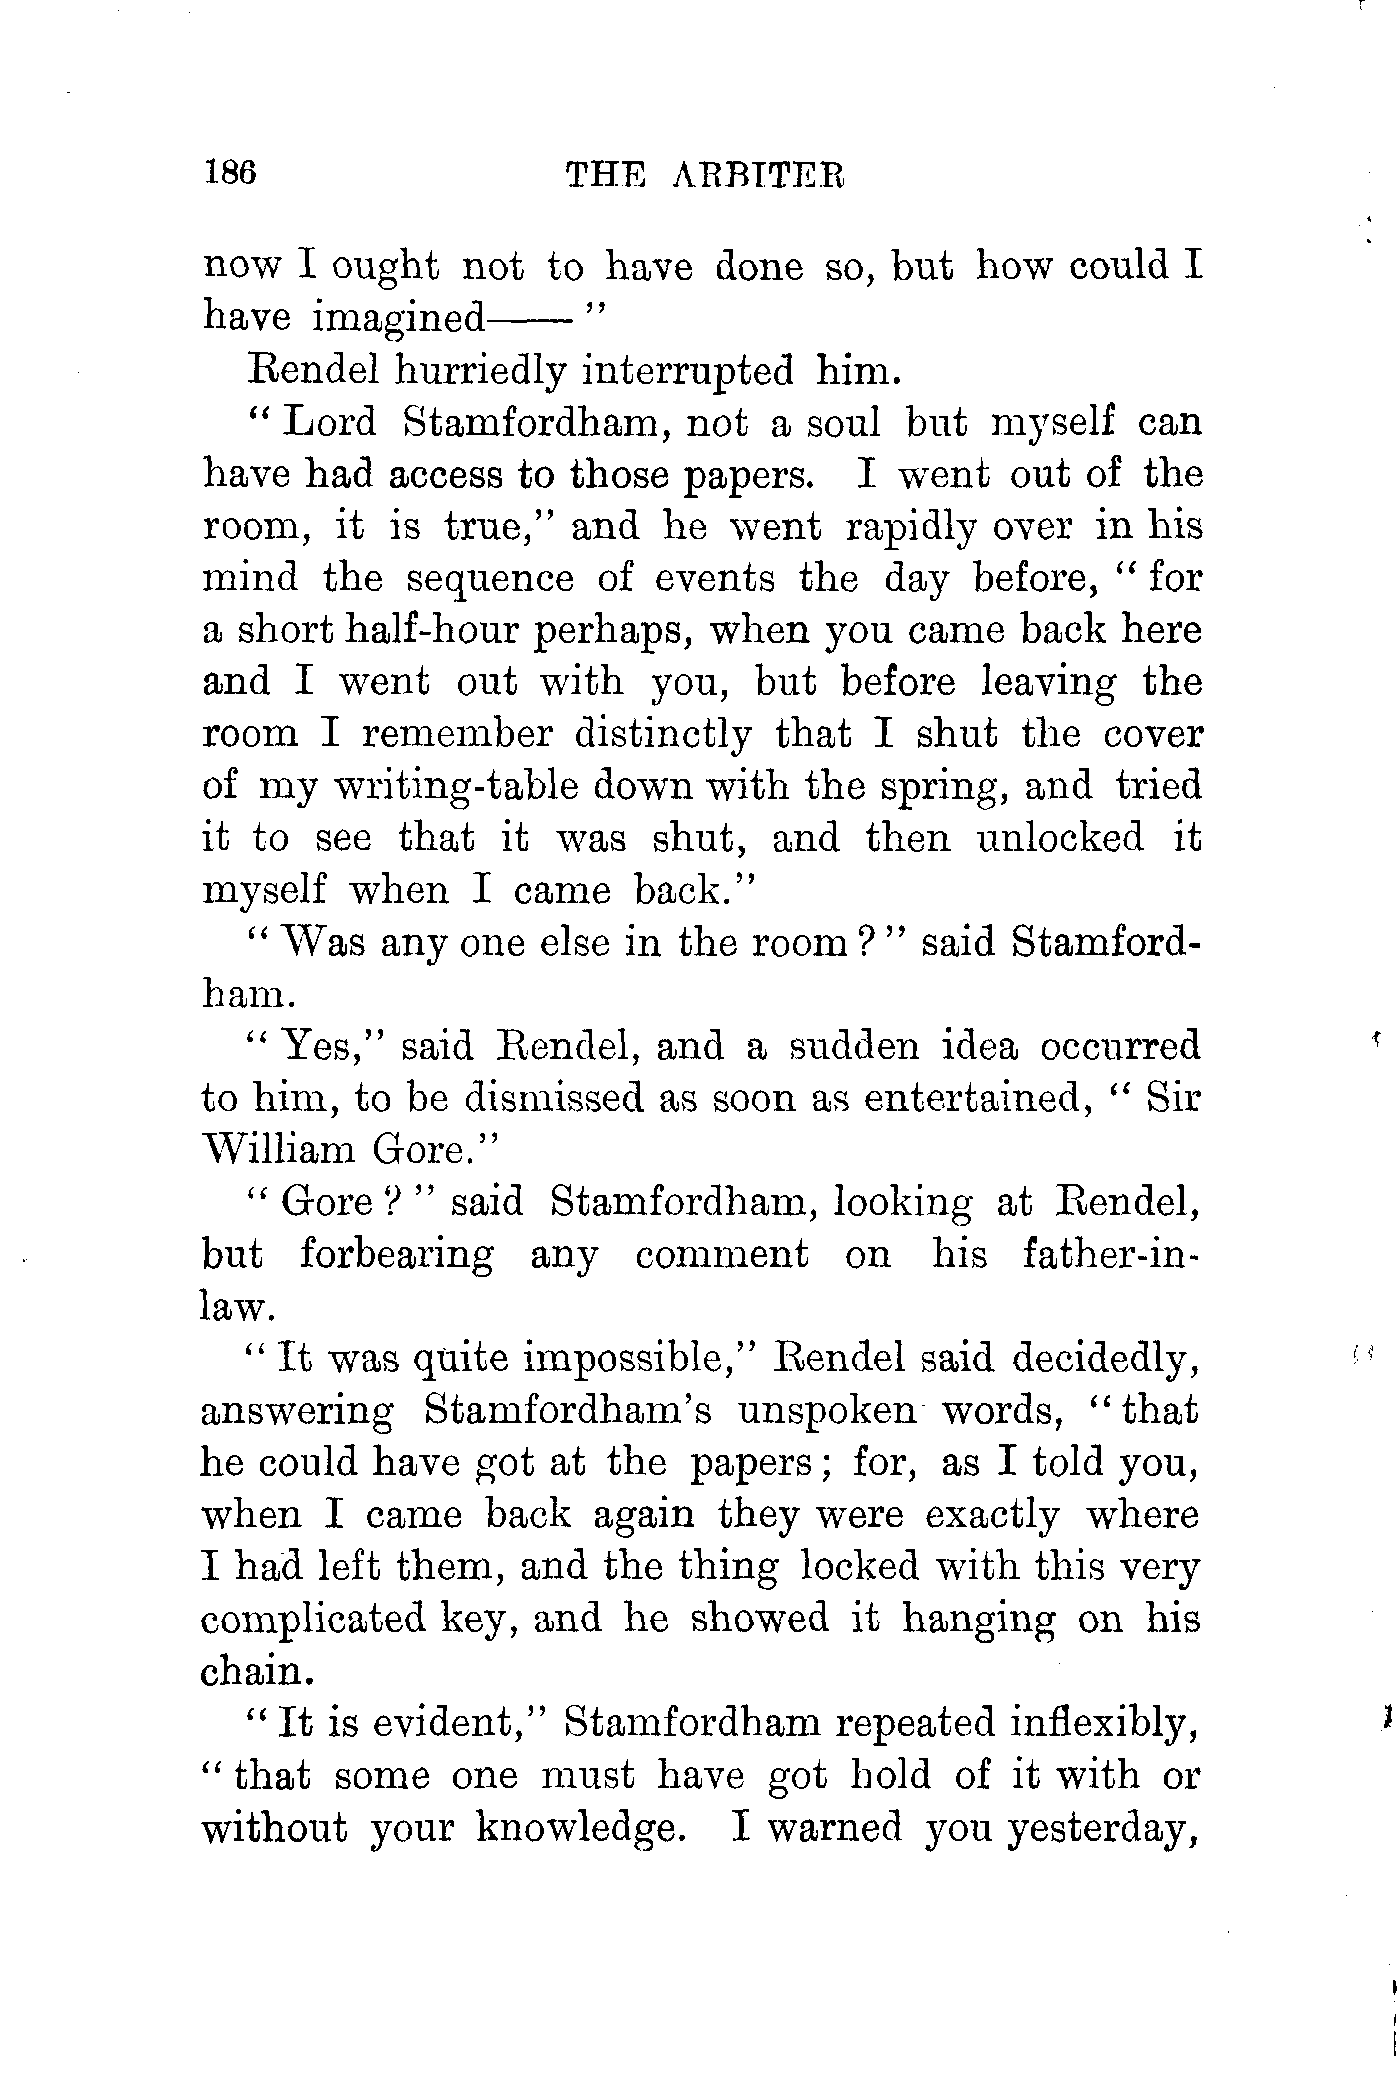 186 THE ARBITER
now I ought not to have done so, but how could I
have imagined—— ”
Rendel hurriedly interrupted him.
“ Lord Stamfordham, not a soul but myself can
have had access to those papers. I went out of the
room, it is true,” and he went rapidly over in his
mind the sequence of events the day before, “ for
a short half-hour perhaps, when you came back here
and I went out with you, but before leaving the
room I remember distinctly that I shut the cover
of my writing-table down with the spring, and tried
it to see that it was shut, and then unlocked it
myself when I came back.”
“ Was any one else in the room ? ” said Stamford-
ham.
“ Yes,” said Rendel, and a sudden idea occurred
to him, to be dismissed as soon as entertained, “ Sir
William Gore.”
“ Gore ? ” said Stamfordham, looking at Rendel,
but forbearing any comment on his father-in-
law.
“ It was quite impossible,” Rendel said decidedly,
answering Stamfordham’s unspoken words, “ that
he could have got at the papers ; for, as I told you,
when I came back again they were exactly where
I had left them, and the thing locked with this very
complicated key, and he showed it hanging on his
chain.
“ It is evident,” Stamfordham repeated inflexibly,
“ that some one must have got hold of it with or
without your knowledge. I warned you yesterday,